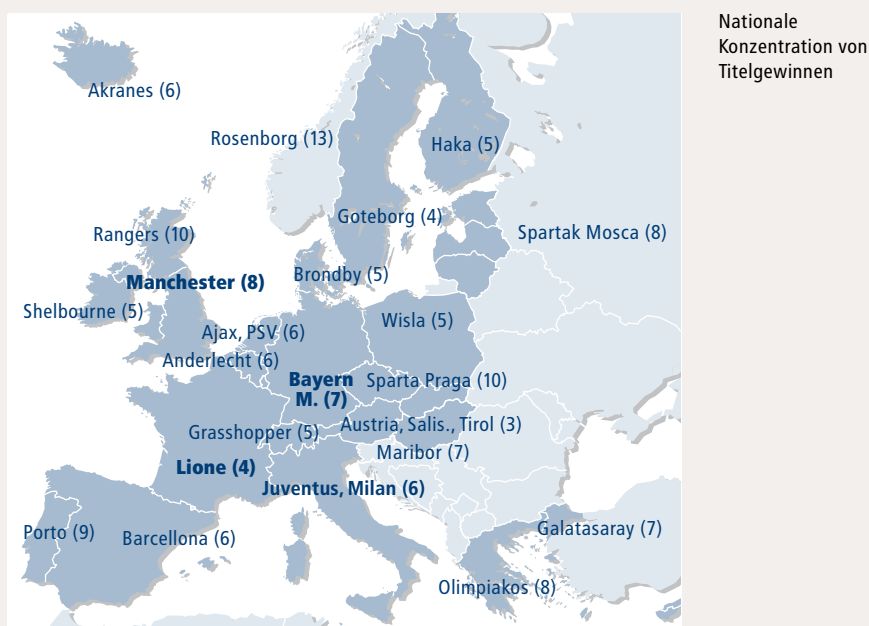 Nationale
Konzentration von
Titelgewinnen
Akranes (6)
Rosenborg (13)
Haka (5)
Goteborg (4)
Rangers (10)
Spartak Mosca (8)
Manchester (8)
Brondby (5)
Shelbourne (5)
Wisla (5)
Ajax, PSV (6)
Anderlecht (6)
Bayern
M. (7)
Sparta Praga (10)
Grasshopper (5)
Austria, Salis., Tirol (3)
Maribor (7)
Lione (4)
Juventus, Milan (6)
Porto (9)
Barcellona (6)
Galatasaray (7)
Olimpiakos (8)